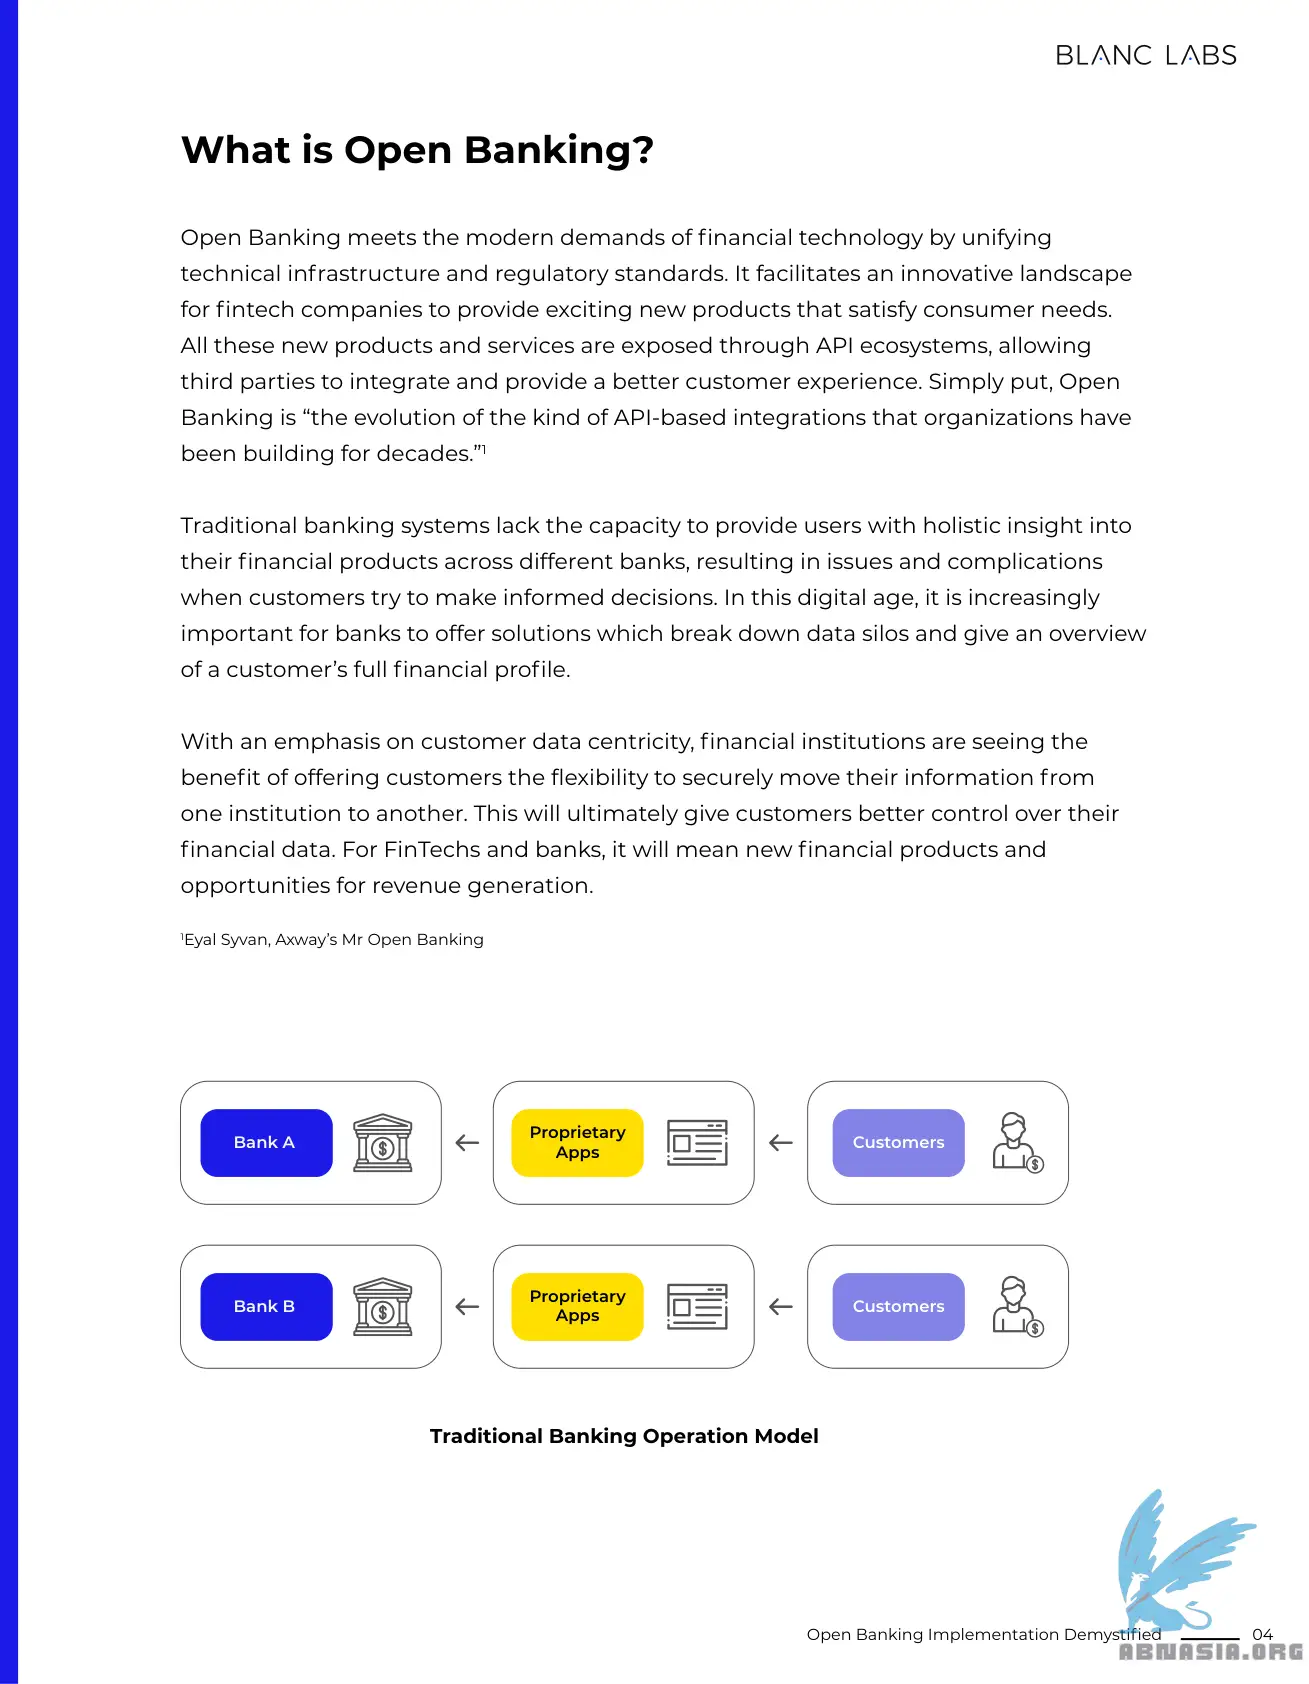 BLANC LABS
What is Open Banking?
Open Banking meets the modern demands of financial technology by unifying
technical infrastructure and regulatory standards. It facilitates an innovative landscape
for fintech companies to provide exciting new products that satisfy consumer needs.
All these new products and services are exposed through API ecosystems, allowing
third parties to integrate and provide a better customer experience. Simply put, Open
Banking is “the evolution of the kind of API-based integrations that organizations have
been building for decades.”¹
Traditional banking systems lack the capacity to provide users with holistic insight into
their financial products across different banks, resulting in issues and complications
when customers try to make informed decisions. In this digital age, it is increasingly
important for banks to offer solutions which break down data silos and give an overview
of a customer’s full financial profile.
With an emphasis on customer data centricity, financial institutions are seeing the
benefit of offering customers the flexibility to securely move their information from
one institution to another. This will ultimately give customers better control over their
financial data. For FinTechs and banks, it will mean new financial products and
opportunities for revenue generation.
¹Eyal Syvan, Axway’s Mr Open Banking
Bank A
Proprietary
Apps
Customers
Bank B
Proprietary
Apps
Customers
Traditional Banking Operation Model
Open Banking Implementation Demystified 04
ABNASIA.ORG